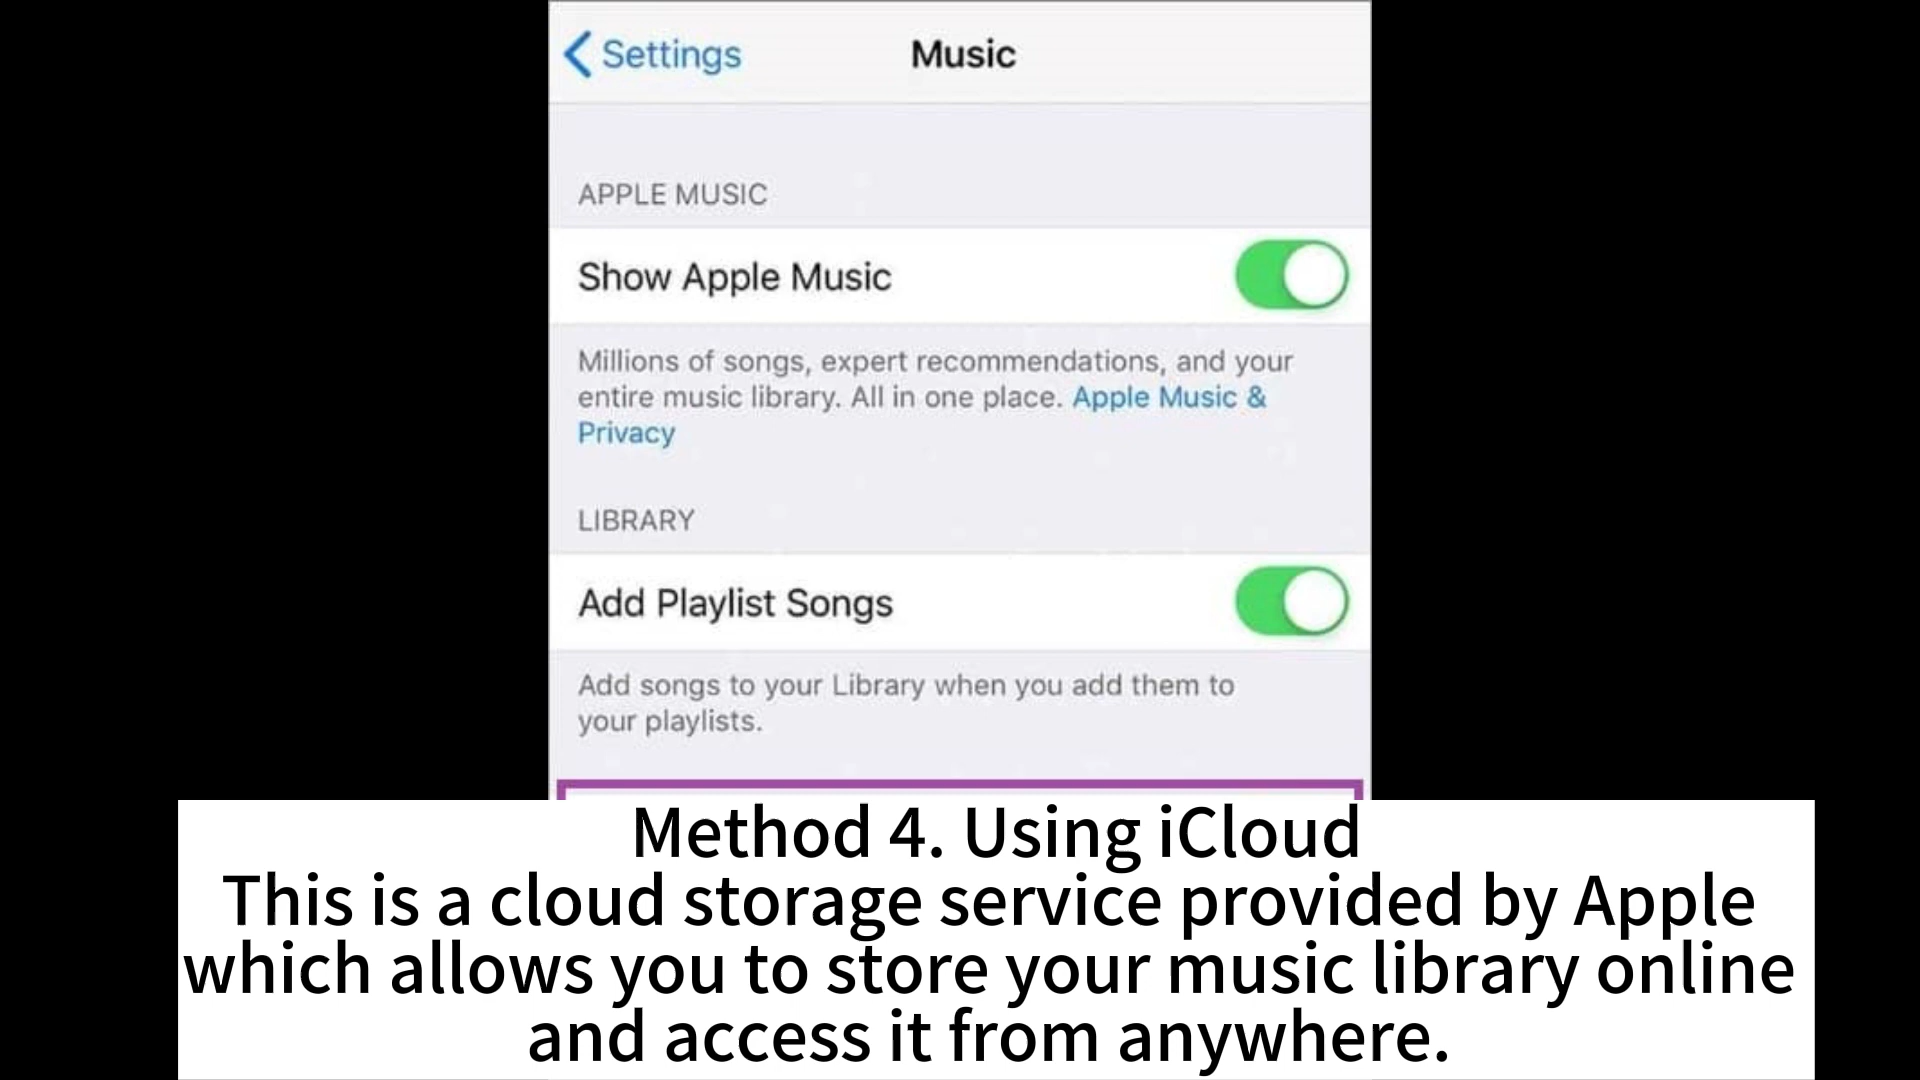 Settings
Music
APPLE MUSIC
Show Apple Music
Millions of songs, expert recommendations, and your
entire music library. All in one place. Apple Music &
Privacy
LIBRARY
Add Playlist Songs
Add songs to your Library when you add them to
your playlists.
Method 4. Using iCloud
This is a cloud storage service provided by Apple
which allows you to store your music library online
and access it from anywhere.